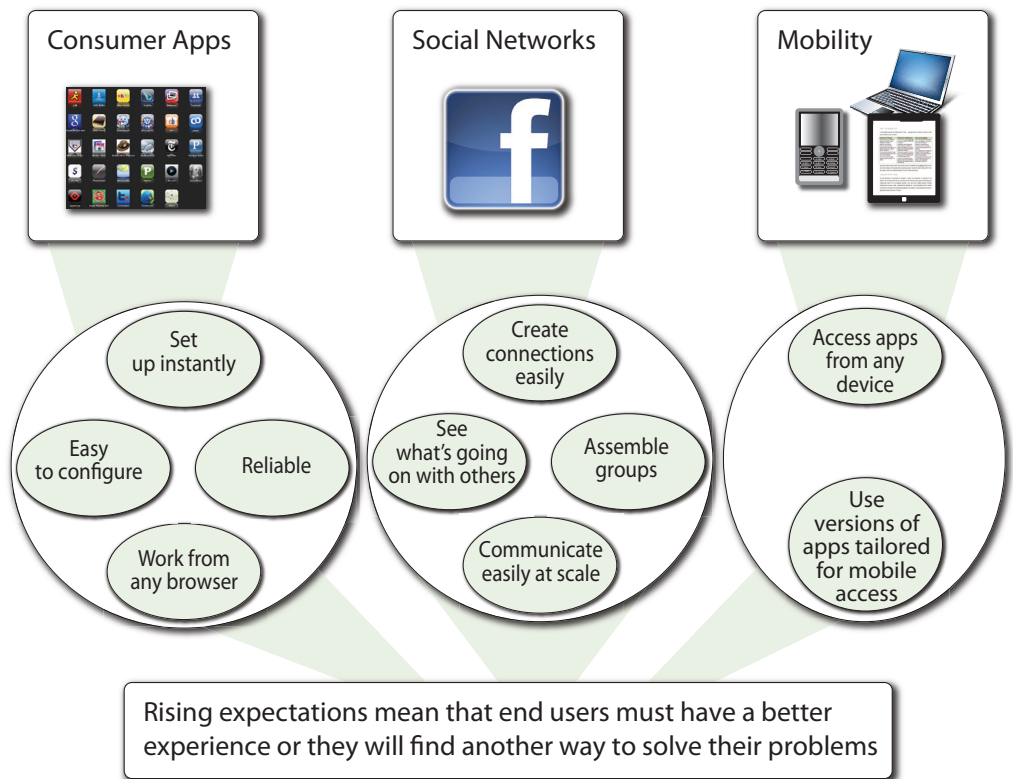 Consumer Apps
Social Networks
Mobility
f
Set
up instantly
Easy
to configure
Reliable
Work from
any browser
Create
connections
easily
See
what's going
on with others
Assemble
groups
Communicate
easily at scale
Access apps
from any
device
Use
versions of
apps tailored
for mobile
access
Rising expectations mean that end users must have a better
experience or they will find another way to solve their problems